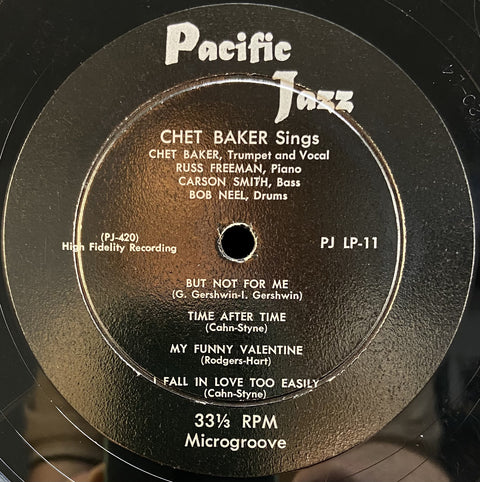 Pacific
Jazz
CHET BAKER Sings
CHET BAKER, Trumpet and Vocal
RUSS FREEMAN, Piano
CARSON SMITH, Bass
BOB NEEL, Drums
(PJ-420)
High Fidelity Recording
PJ LP-11
BUT NOT FOR ME
(G. Gershwin-I. Gershwin)
TIME AFTER TIME
(Cahn-Styne)
MY FUNNY VALENTINE
(Rodgers-Hart)
I FALL IN LOVE TOO EASILY
(Cahn-Styne)
33⅓ RPM
Microgroove